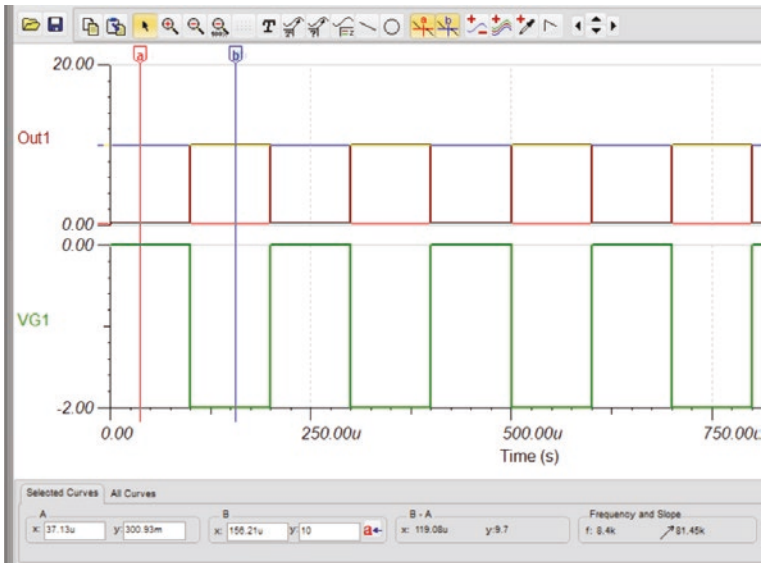 T
a b
a b
20.00
Out1
0.00
0.00
VG1
-2.00
0.00 250.00u 500.00u 750.00u
Time (s)
Selected Curves All Curves
A B B - A Frequency and Slope
x: 37.13u y: 300.93m x: 156.21u y: 10 a x: 119.08u y:9.7 f: 8.4k 81.45k